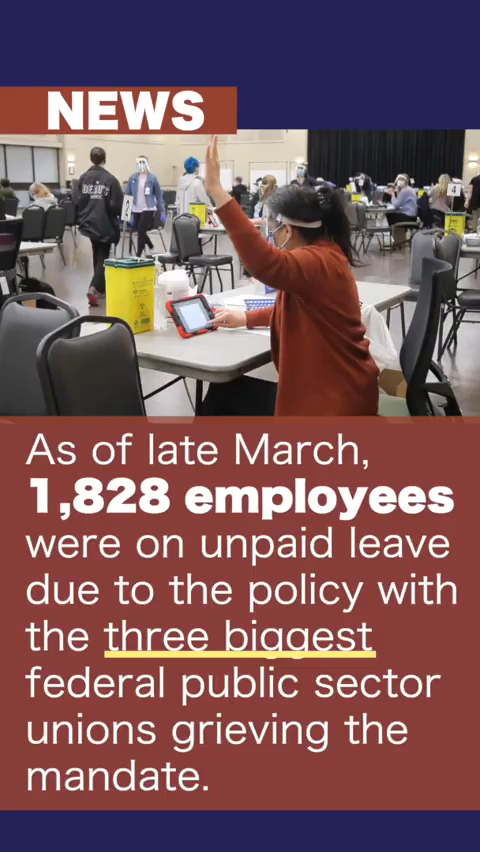 NEWS
4
As of late March,
1,828 employees
were on unpaid leave
due to the policy with
the three biggest
federal public sector
unions grieving the
mandate.